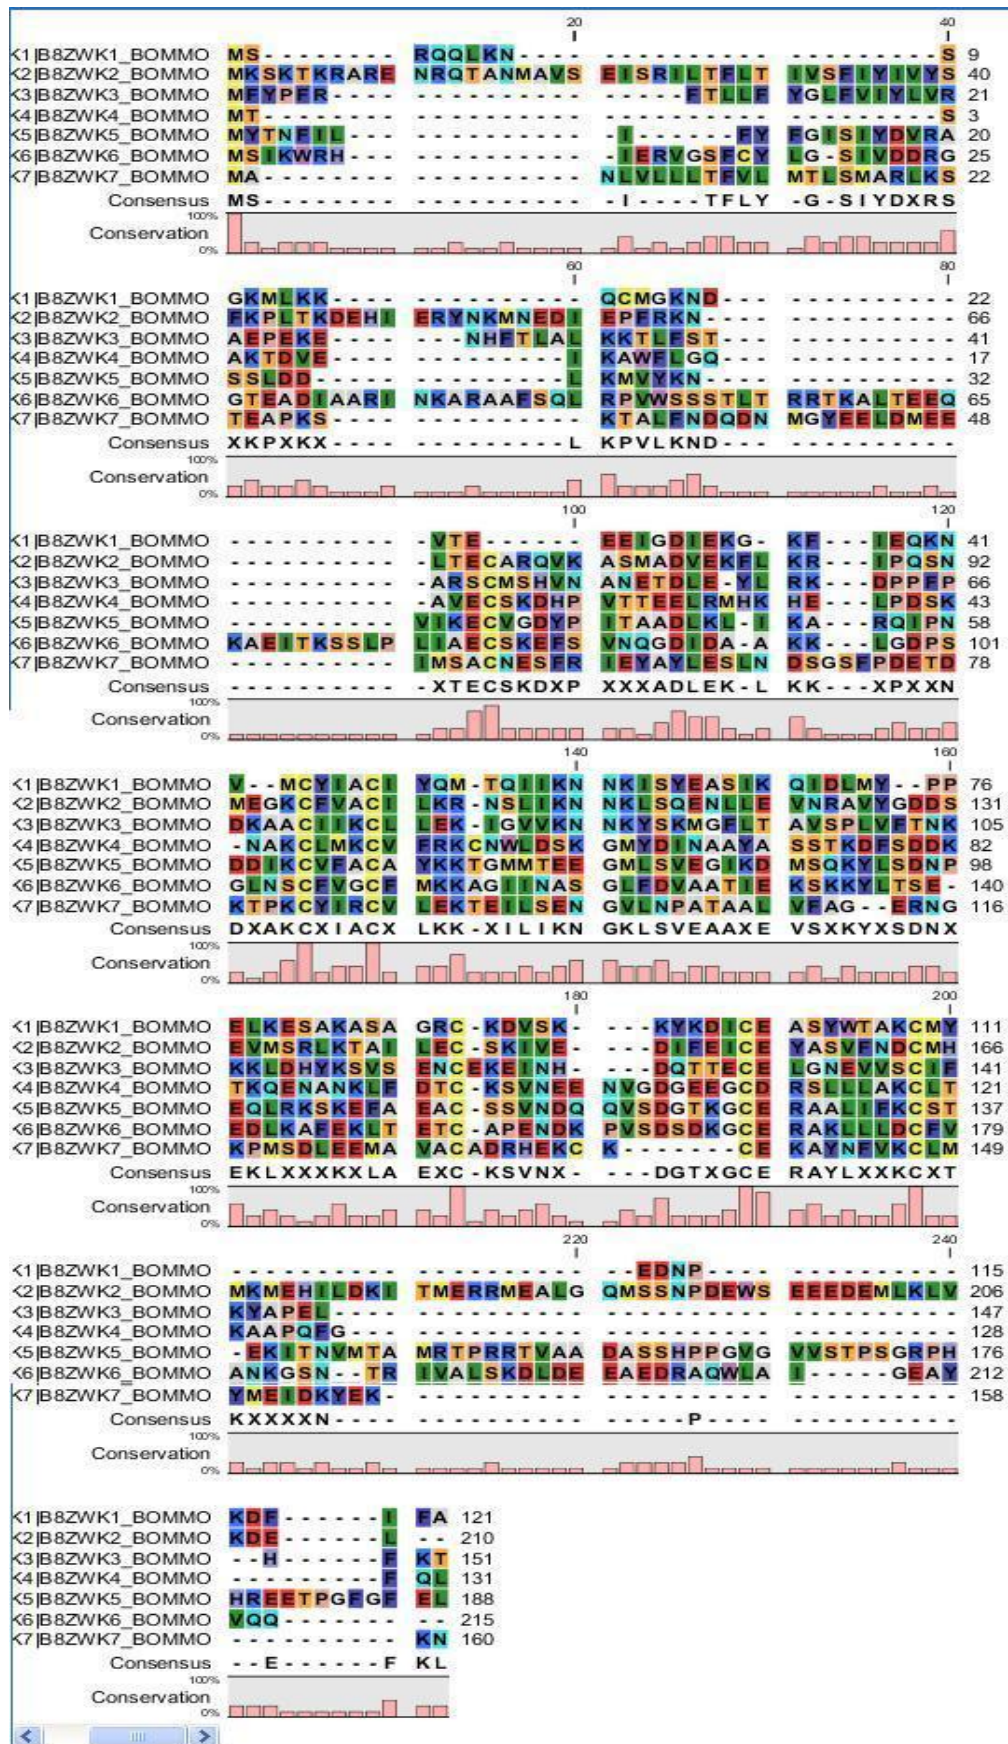 20 40
K1|B8ZWK1_BOMMO MS-------- RQQLKN---- ---------- ---------S 9
K2|B8ZWK2_BOMMO MKSKTKRARE NRQTANMAVS EISRILTFLT IVSFIYIVYS 40
K3|B8ZWK3_BOMMO MFYPFR---- ---------- -----FTLLF YGLFVIYLVR 21
K4|B8ZWK4_BOMMO MT-------- ---------- ---------- ---------S 3
K5|B8ZWK5_BOMMO MYTNFIL--- ---------- -I------FY FGISIYDVRA 20
K6|B8ZWK6_BOMMO MSIKWRH--- ---------- -IERVGSFCY LG-SIVDDRG 25
K7|B8ZWK7_BOMMO MA-------- ---------- NLVLLLTFVL MTLSMARLKS 22
Consensus MS-------- ---------- -I----TFLY -G-SIYDXRS
100%
Conservation
0%
60 80
K1|B8ZWK1_BOMMO GKMLKK---- ---------- QCMGKND--- ---------- 22
K2|B8ZWK2_BOMMO FKPLTKDEHI ERYNKMNEDI EPFRKN---- ---------- 66
K3|B8ZWK3_BOMMO AEPEKE---- ---NHFTLAL KKTLFST--- ---------- 41
K4|B8ZWK4_BOMMO AKTDVE---- ---------I KAWFLGQ--- ---------- 17
K5|B8ZWK5_BOMMO SSLDD----- ---------L KMVYKN---- ---------- 32
K6|B8ZWK6_BOMMO GTEADIAARI NKARAAFSQL RPVWSSSTLT RRTKALTEEQ 65
K7|B8ZWK7_BOMMO TEAPKS---- ---------- KTALFNDQDN MGYEELDMEE 48
Consensus XKPXKX---- ---------L KPVLKND--- ----------
100%
Conservation
0%
100 120
K1|B8ZWK1_BOMMO ---------- -VTE------ EEIGDIEKG- KF---IEQKN 41
K2|B8ZWK2_BOMMO ---------- -LTECARQVK ASMADVEKFL KR---IPQSN 92
K3|B8ZWK3_BOMMO ---------- -ARSCMSHVN ANETDLE-YL RK---DPPFP 66
K4|B8ZWK4_BOMMO ---------- -AVECSKDHP VTTEELRMHK HE---LPDSK 43
K5|B8ZWK5_BOMMO ---------- VIKECVGDYP ITAADLKL-I KA---RQIPN 58
K6|B8ZWK6_BOMMO KAEITKSSLP LIAECSKEFS VNQGDIDA-A KK---LGDPS 101
K7|B8ZWK7_BOMMO ---------- IMSACNESFR IEYAYLESLN DSGSFPDETD 78
Consensus ---------- -XTECSKDXP XXXADLEK-L KK---XPXXN
100%
Conservation
0%
140 160
K1|B8ZWK1_BOMMO V--MCYIACI YQM-TQIIKN NKISYEASIK QIDLMY--PP 76
K2|B8ZWK2_BOMMO MEGKCFVACI LKR-NSLIKN NKLSQENLLE VNRAVYGDDS 131
K3|B8ZWK3_BOMMO DKAACIIKCL LEK-IGVVKN NKYSKMGFLT AVSPLVFTNK 105
K4|B8ZWK4_BOMMO -NAKCLMKCV FRKCNWLDSK GMYDINAAYA SSTKDFSDDK 82
K5|B8ZWK5_BOMMO DDIKCVFACA YKKTGMMTEE GMLSVEGIKD MSQKYLSDNP 98
K6|B8ZWK6_BOMMO GLNSCFVGCF MKKAGIINAS GLFDVAATIE KSKKYLTSE- 140
K7|B8ZWK7_BOMMO KTPKCYIRCV LEKTEILSEN GVLNPATAAL VFAG--ERNG 116
Consensus DXAKCXIACX LKK-XILIKN GKLSVEAAXE VSXKYXSDNX
100%
Conservation
0%
180 200
K1|B8ZWK1_BOMMO ELKESAKASA GRC-KDVSK- ---KYKDICE ASYWTAKCMY 111
K2|B8ZWK2_BOMMO EVMSRLKTAI LEC-SKIVE- ---DIFEICE YASVFNDCMH 166
K3|B8ZWK3_BOMMO KKLDHYKSVS ENCEKEINH- ---DQTTECE LGNEVVSCIF 141
K4|B8ZWK4_BOMMO TKQENANKLF DTC-KSVNEE NVGDGEEGCD RSLLLAKCLT 121
K5|B8ZWK5_BOMMO EQLRKSKEFA EAC-SSVNDQ QVSDGTKGCE RAALIFKCST 137
K6|B8ZWK6_BOMMO EDLKAFEKLT ETC-APENDK PVSDSDKGCE RAKLLLDCFV 179
K7|B8ZWK7_BOMMO KPMSDLEEMA VACADRHEKC K-------CE KAYNFVKCLM 149
Consensus EKLXXXKXLA EXC-KSVNX- ---DGTXGCE RAYLXXKCXT
100%
Conservation
0%
220 240
K1|B8ZWK1_BOMMO ---------- ---------- ---EDNP--- ---------- 115
K2|B8ZWK2_BOMMO MKMEHILDKI TMERRMEALG QMSSNPDEWS EEEDEMLKLV 206
K3|B8ZWK3_BOMMO KYAPEL---- ---------- ---------- ---------- 147
K4|B8ZWK4_BOMMO KAAPQFG--- ---------- ---------- ---------- 128
K5|B8ZWK5_BOMMO -EKITNVMTA MRTPRRTVAA DASSHPPGVG VVSTPSGRPH 176
K6|B8ZWK6_BOMMO ANKGSN--TR IVALSKDLDE EAEDRAQWLA I-----GEAY 212
K7|B8ZWK7_BOMMO YMEIDKYEK- ---------- ---------- ---------- 158
Consensus KXXXXN---- ---------- -----P---- ----------
100%
Conservation
0%
K1|B8ZWK1_BOMMO KDF------I FA 121
K2|B8ZWK2_BOMMO KDE------L -- 210
K3|B8ZWK3_BOMMO --H------F KT 151
K4|B8ZWK4_BOMMO ---------F QL 131
K5|B8ZWK5_BOMMO HREETPGFGF EL 188
K6|B8ZWK6_BOMMO VQQ------- -- 215
K7|B8ZWK7_BOMMO ---------- KN 160
Consensus --E------F KL
100%
Conservation
0%